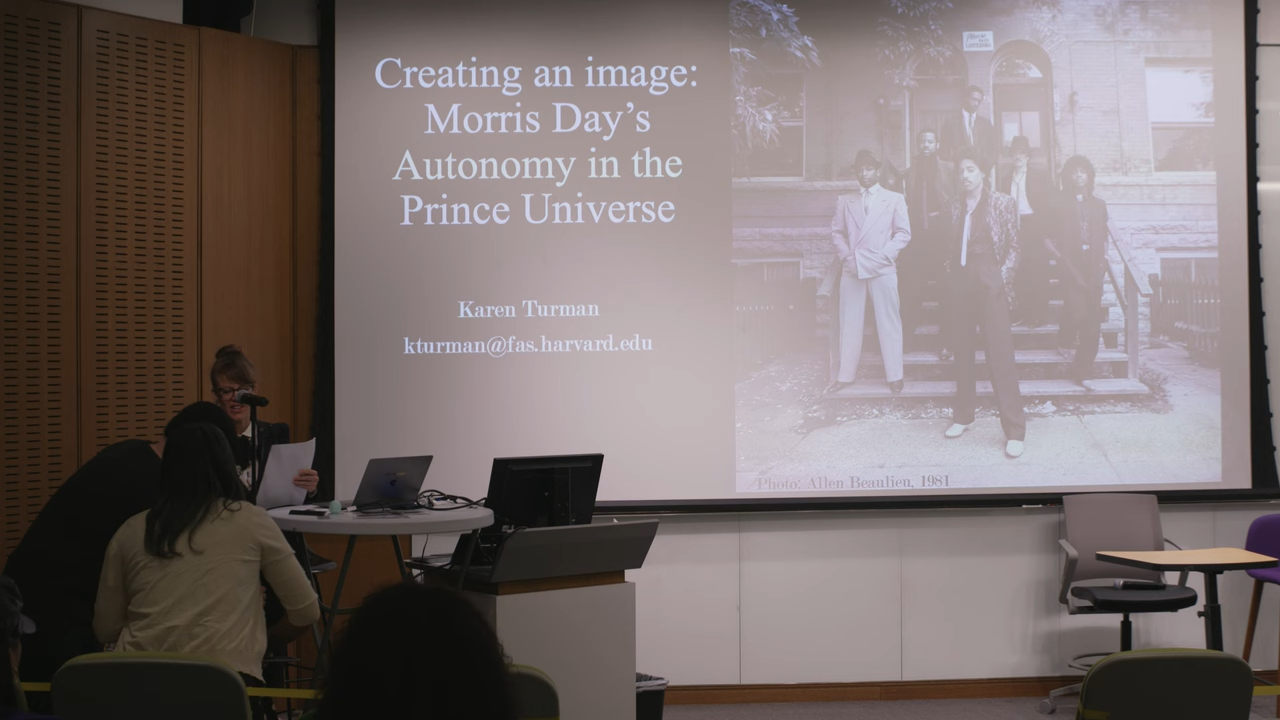 Creating an image:
Morris Day's
Autonomy in the
Prince Universe
Karen Turman
kturman@fas.harvard.edu
Photo: Allen Beaulieu, 1981